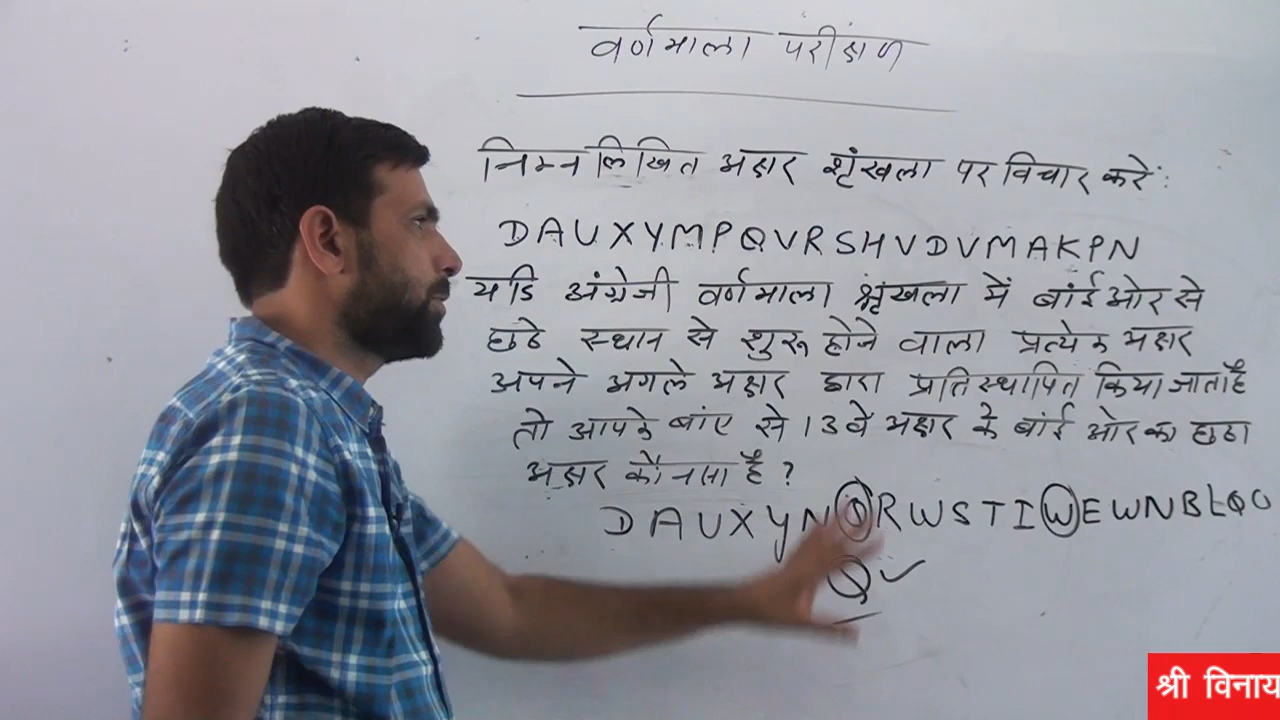 वर्णमाला परीक्षण
निम्नलिखित अक्षर श्रृंखला पर विचार करें:
DAUXYMPQVRSHVDVMAKPN
यदि अंग्रेजी वर्णमाला श्रृंखला में बांई ओर से
छठे स्थान से शुरू होने वाला प्रत्येक अक्षर
अपने अगले अक्षर द्वारा प्रतिस्थापित किया जाता है
तो आपके बांए से 13वे अक्षर के बांई ओर का छठा
अक्षर कौनसा है ?
DAUXYNQRWSTIWEWNBLQO
Q ✓
श्री विनाय